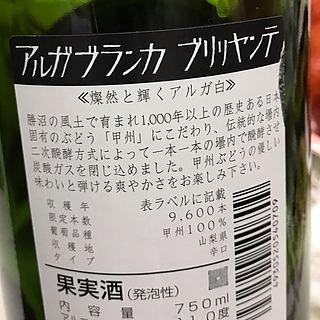 アルガブランカ ブリリャンテ
≪燦然と輝くアルガ白≫
勝沼の風土で育まれ1,000年以上の歴史ある日本
固有のぶどう「甲州」にこだわり、伝統的な壜内
二次醗酵方式によって一本一本の壜内で醗酵させ
炭酸ガスを閉じ込めました。甲州ぶどうの優しい
味わいと弾ける爽やかさをお楽しみ下さい。
収穫年 表ラベルに記載
限定本数 9,600本
葡萄品種 甲州100%
収穫地 山梨県
タイプ 辛口
果実酒(発泡性)
内容量 750ml